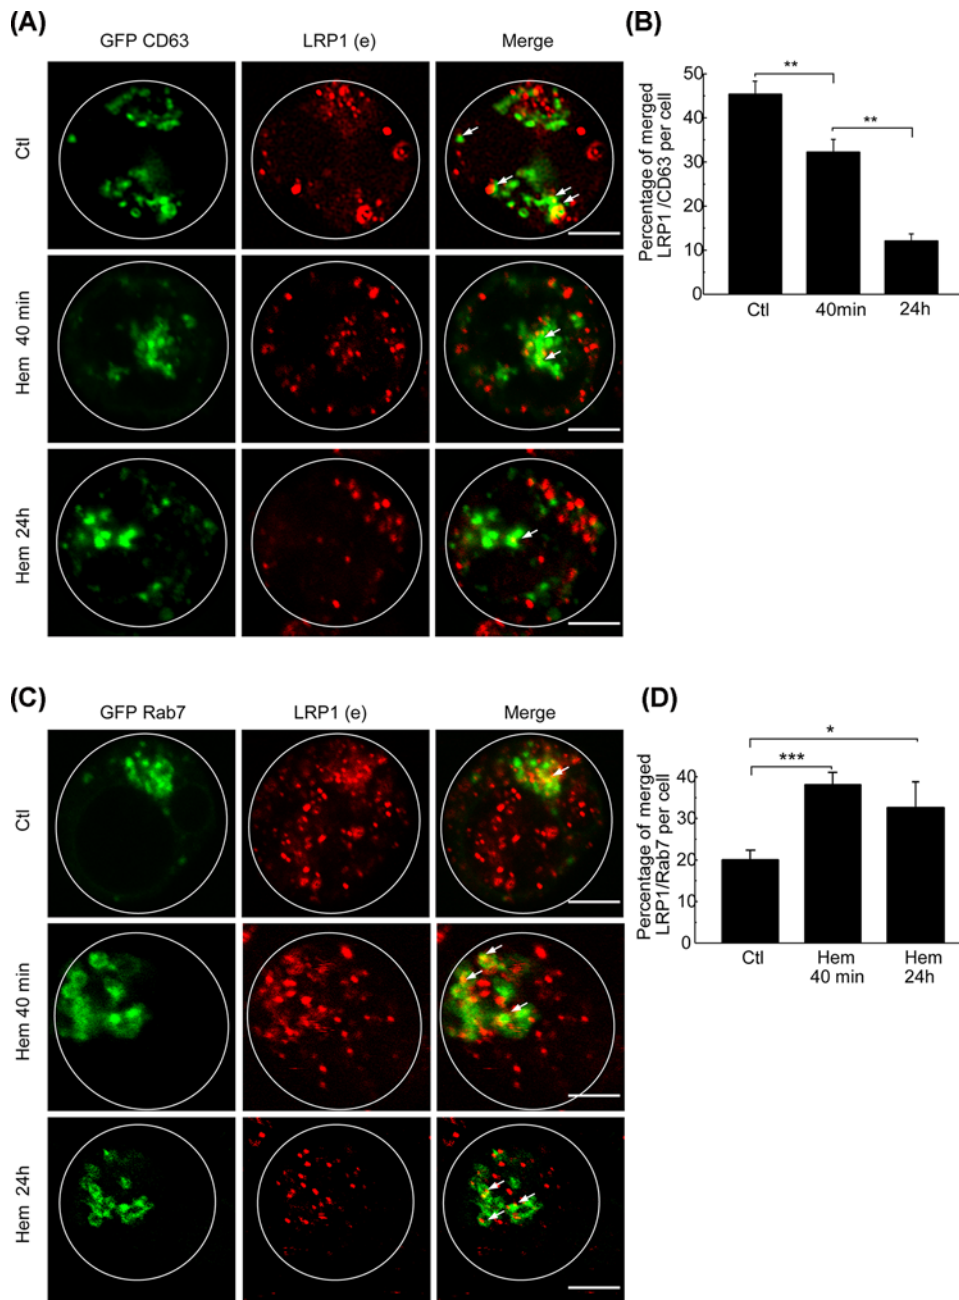 (A)
GFP CD63 LRP1 (e) Merge
Ctl
Hem 40 min
Hem 24h
(B)
Percentage of merged
LRP1 /CD63 per cell
50
40
30
20
10
0
**
**
Ctl 40min 24h
(C)
GFP Rab7 LRP1 (e) Merge
Ctl
Hem 40 min
Hem 24h
(D)
Percentage of merged
LRP1/Rab7 per cell
40
30
20
10
0
*
***
Ctl Hem Hem
40 min 24h